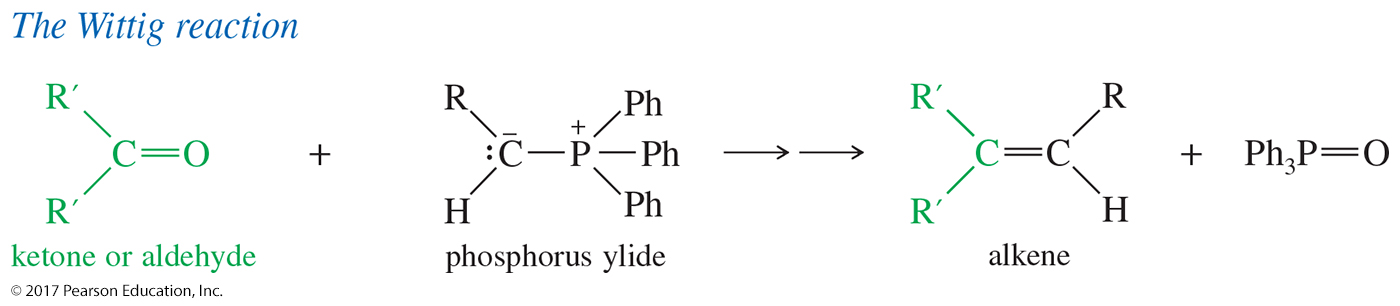 The Wittig reaction
R′ R Ph R′ R
C=O + :C̄—P⁺—Ph →→ C=C + Ph₃P=O
R′ H Ph R′ H
ketone or aldehyde phosphorus ylide alkene
© 2017 Pearson Education, Inc.